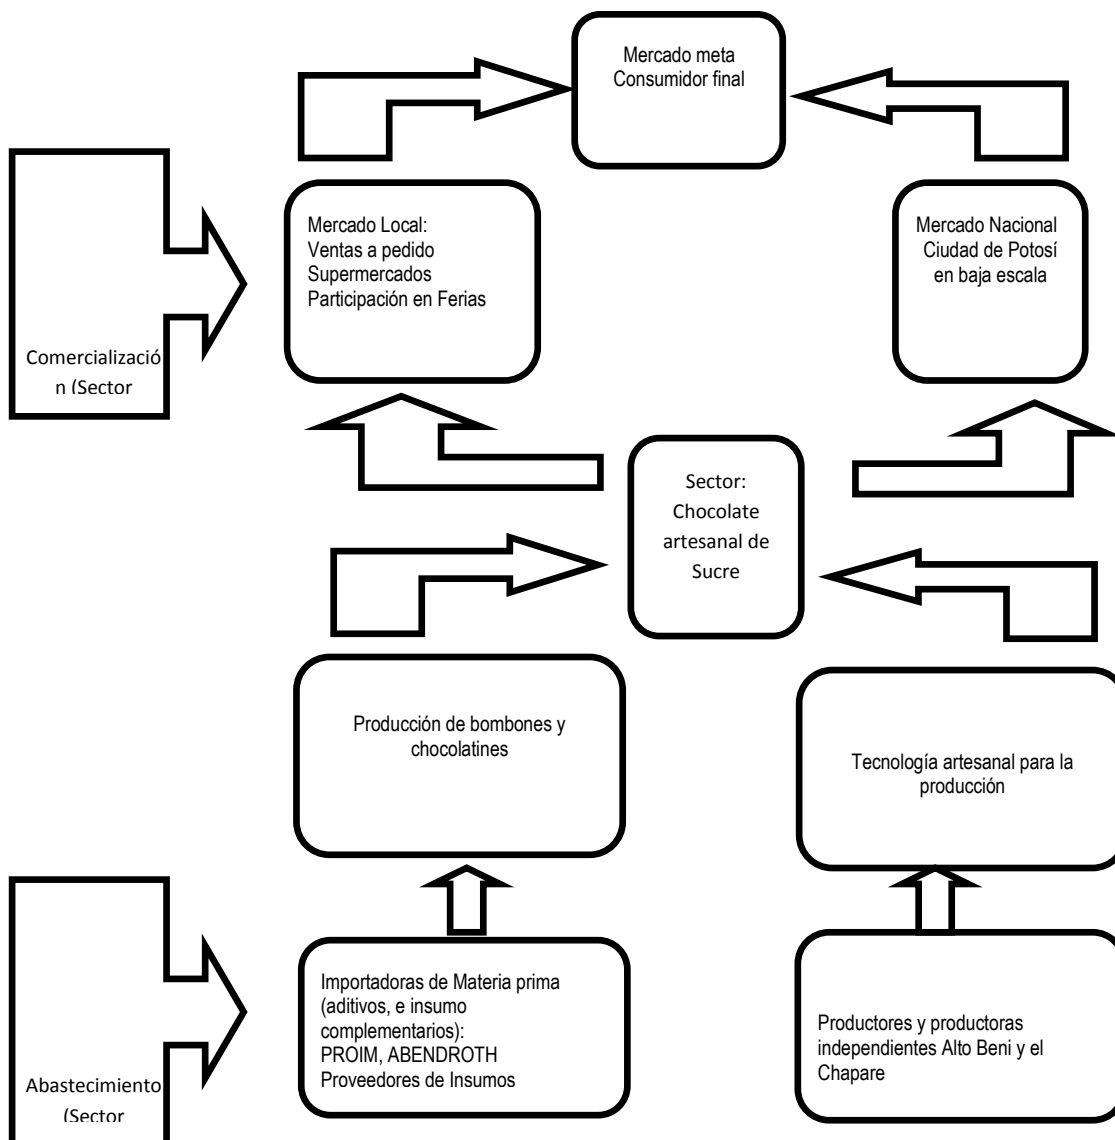 Mercado meta
Consumidor final
Mercado Local:
Ventas a pedido
Supermercados
Participación en Ferias
Mercado Nacional
Ciudad de Potosí
en baja escala
Comercializació
n (Sector
Sector:
Chocolate
artesanal de
Sucre
Producción de bombones y
chocolatines
Tecnología artesanal para la
producción
Importadoras de Materia prima
(aditivos, e insumo
complementarios):
PROIM, ABENDROTH
Proveedores de Insumos
Productores y productoras
independientes Alto Beni y el
Chapare
Abastecimiento
(Sector